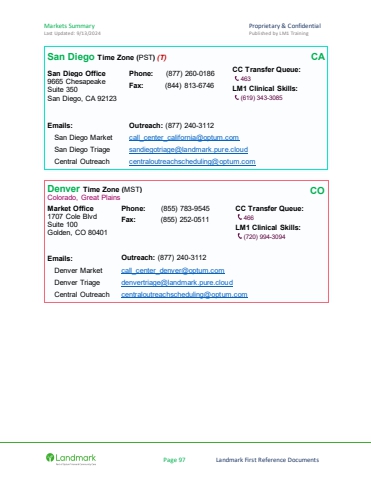 Markets Summary
Proprietary & Confidential
Last Updated: 9/13/2024
Published by LMK Training
San Diego Time Zone (PST) (T) CA
San Diego Office
9665 Chesapeake
Suite 350
San Diego, CA 92123
Phone: (877) 260-0186
Fax: (844) 813-6746
CC Transfer Queue:
463
LM1 Clinical Skills:
(619) 343-3085
Emails: Outreach: (877) 240-3112
San Diego Market call_center_california@optum.com
San Diego Triage sandiegotriage@landmark.pure.cloud
Central Outreach centraloutreachscheduling@optum.com
Denver Time Zone (MST) CO
Colorado, Great Plains
Market Office
1707 Cole Blvd
Suite 100
Golden, CO 80401
Phone: (855) 783-9545
Fax: (855) 252-0511
CC Transfer Queue:
466
LM1 Clinical Skills:
(720) 994-3094
Emails: Outreach: (877) 240-3112
Denver Market call_center_denver@optum.com
Denver Triage denvertriage@landmark.pure.cloud
Central Outreach centraloutreachscheduling@optum.com
Landmark
Page 97
Landmark First Reference Documents